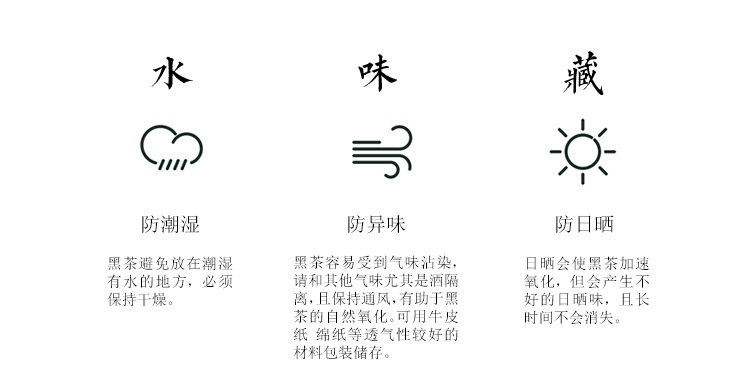 水
味
藏
防潮湿
防异味
防日晒
黑茶避免放在潮湿
有水的地方，必须
保持干燥。
黑茶容易受到气味沾染，
请和其他气味尤其是酒隔
离，且保持通风，有助于黑
茶的自然氧化。可用牛皮
纸 绵纸等透气性较好的
材料包装储存。
日晒会使黑茶加速
氧化，但会产生不
好的日晒味，且长
时间不会消失。